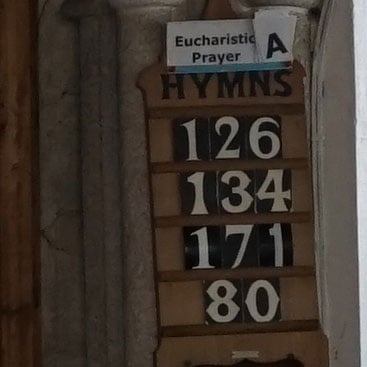 Eucharistic
Prayer A
HYMNS
126
134
171
80